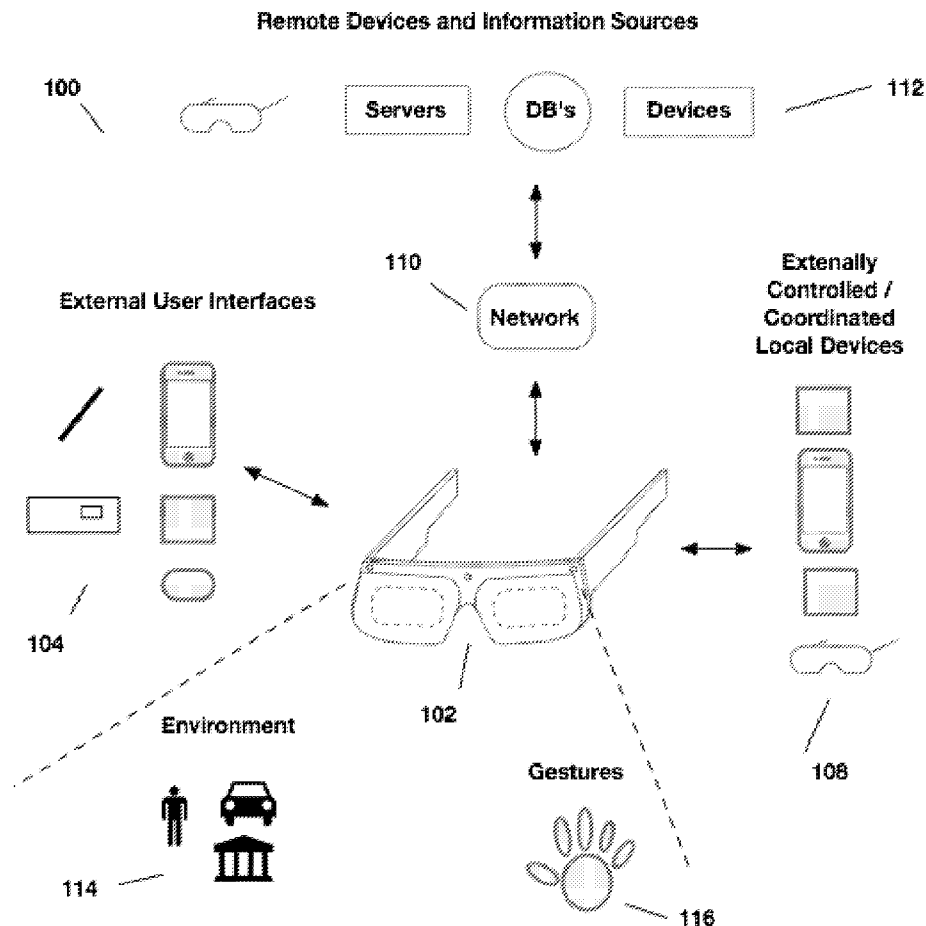 Remote Devices and Information Sources
100
Servers
DB's
Devices
112
110
Network
External User Interfaces
Extenally
Controlled /
Coordinated
Local Devices
104
102
108
Environment
Gestures
114
116